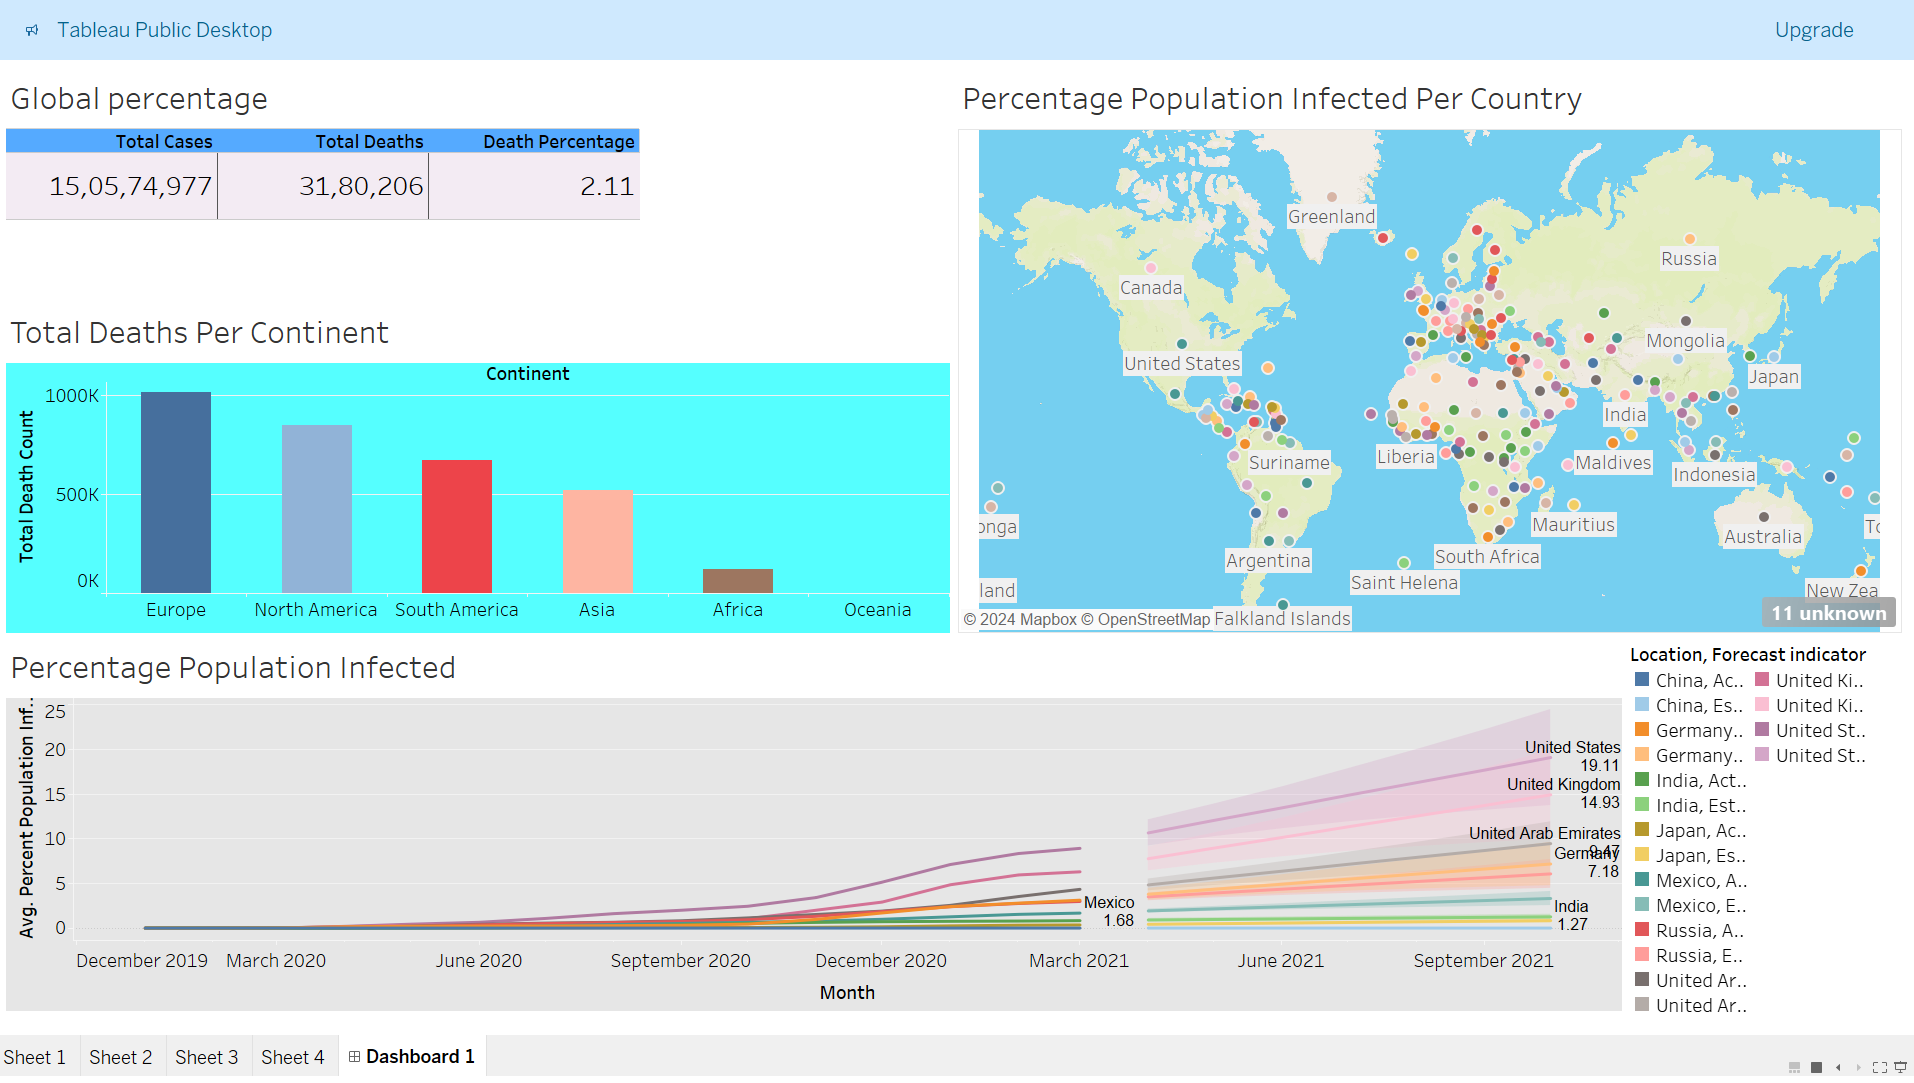 Tableau Public Desktop
Upgrade
Global percentage
Total Cases Total Deaths Death Percentage
15,05,74,977 31,80,206 2.11
Total Deaths Per Continent
Continent
Total Death Count
1000K
500K
0K
Europe North America South America Asia Africa Oceania
Percentage Population Infected Per Country
Greenland
Russia
Canada
Mongolia
United States
Japan
India
Liberia
Suriname
Maldives
Indonesia
onga
Mauritius
To
Australia
Argentina
South Africa
Saint Helena
land
New Zea
11 unknown
© 2024 Mapbox © OpenStreetMap
Falkland Islands
Percentage Population Infected
Avg. Percent Population Inf..
25
20
15
10
5
0
United States
19.11
United Kingdom
14.93
United Arab Emirates
9.47
Germany
7.18
Mexico
1.68
India
1.27
December 2019 March 2020 June 2020 September 2020 December 2020 March 2021 June 2021 September 2021
Month
Location, Forecast indicator
China, Ac..
China, Es..
Germany..
Germany..
India, Act..
India, Est..
Japan, Ac..
Japan, Es..
Mexico, A..
Mexico, E..
Russia, A..
Russia, E..
United Ar..
United Ar..
United Ki..
United Ki..
United St..
United St..
Sheet 1 Sheet 2 Sheet 3 Sheet 4 Dashboard 1